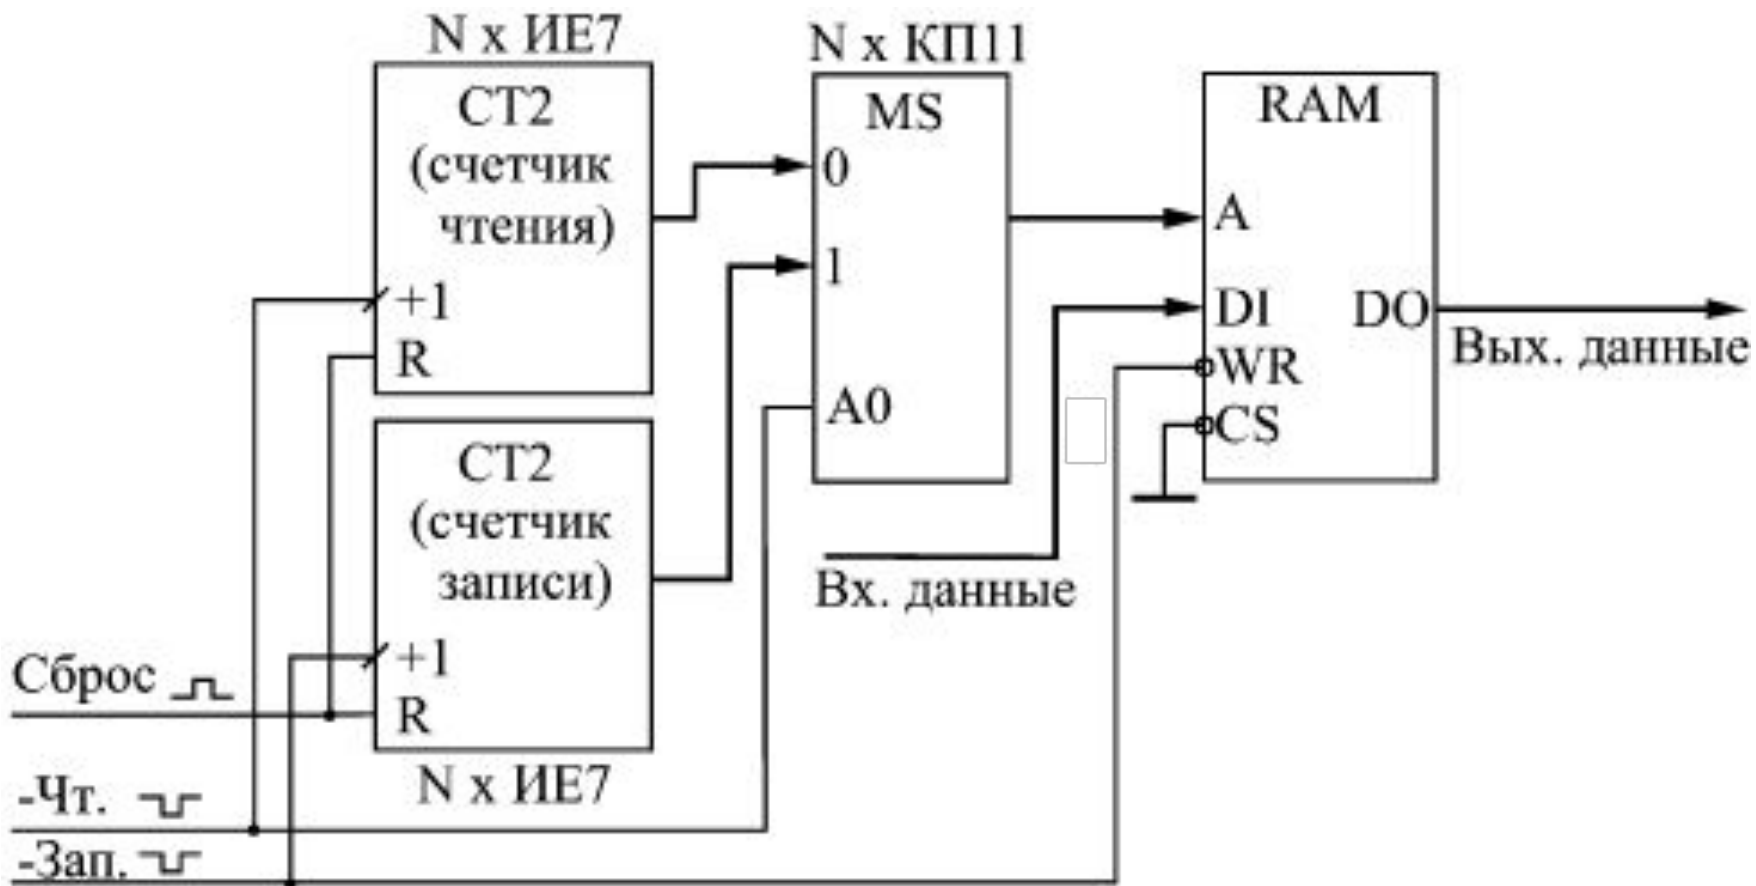 N x ИЕ7
CT2
(счетчик
чтения)
+1
R
CT2
(счетчик
записи)
+1
R
N x ИЕ7
N x КП11
MS
0
1
A0
RAM
A
DI
DO
WR
CS
Вых. данные
Вх. данные
Сброс
-Чт.
-Зап.